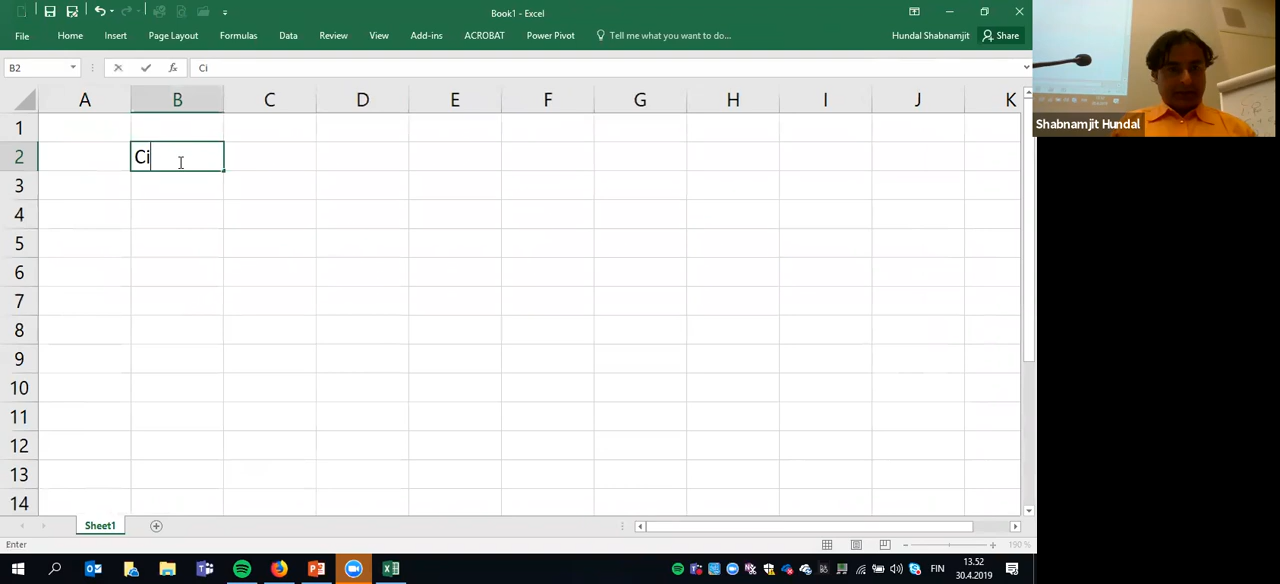 Book1 - Excel
File Home Insert Page Layout Formulas Data Review View Add-ins ACROBAT Power Pivot Tell me what you want to do... Hundal Shabnamjit Share
B2 fx Ci
A B C D E F G H I J K
Shabnamjit Hundal
1
2 Ci
3
4
5
6
7
8
9
10
11
12
13
14
Sheet1
Enter 190 %
FIN 13.52
30.4.2019